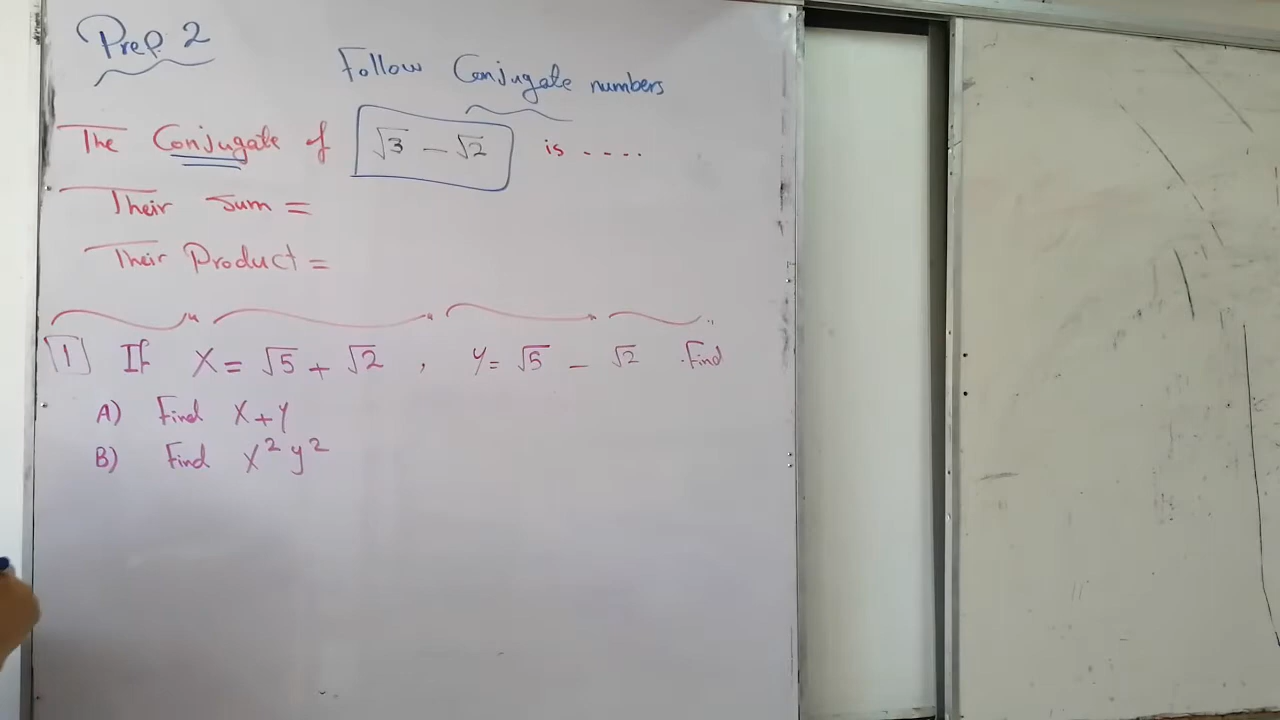 Prep. 2
Follow Conjugate numbers
The Conjugate of √3 - √2 is ....
Their Sum =
Their Product =
1 If X = √5 + √2 , y = √5 - √2 Find
A) Find X + Y
B) Find X² y²